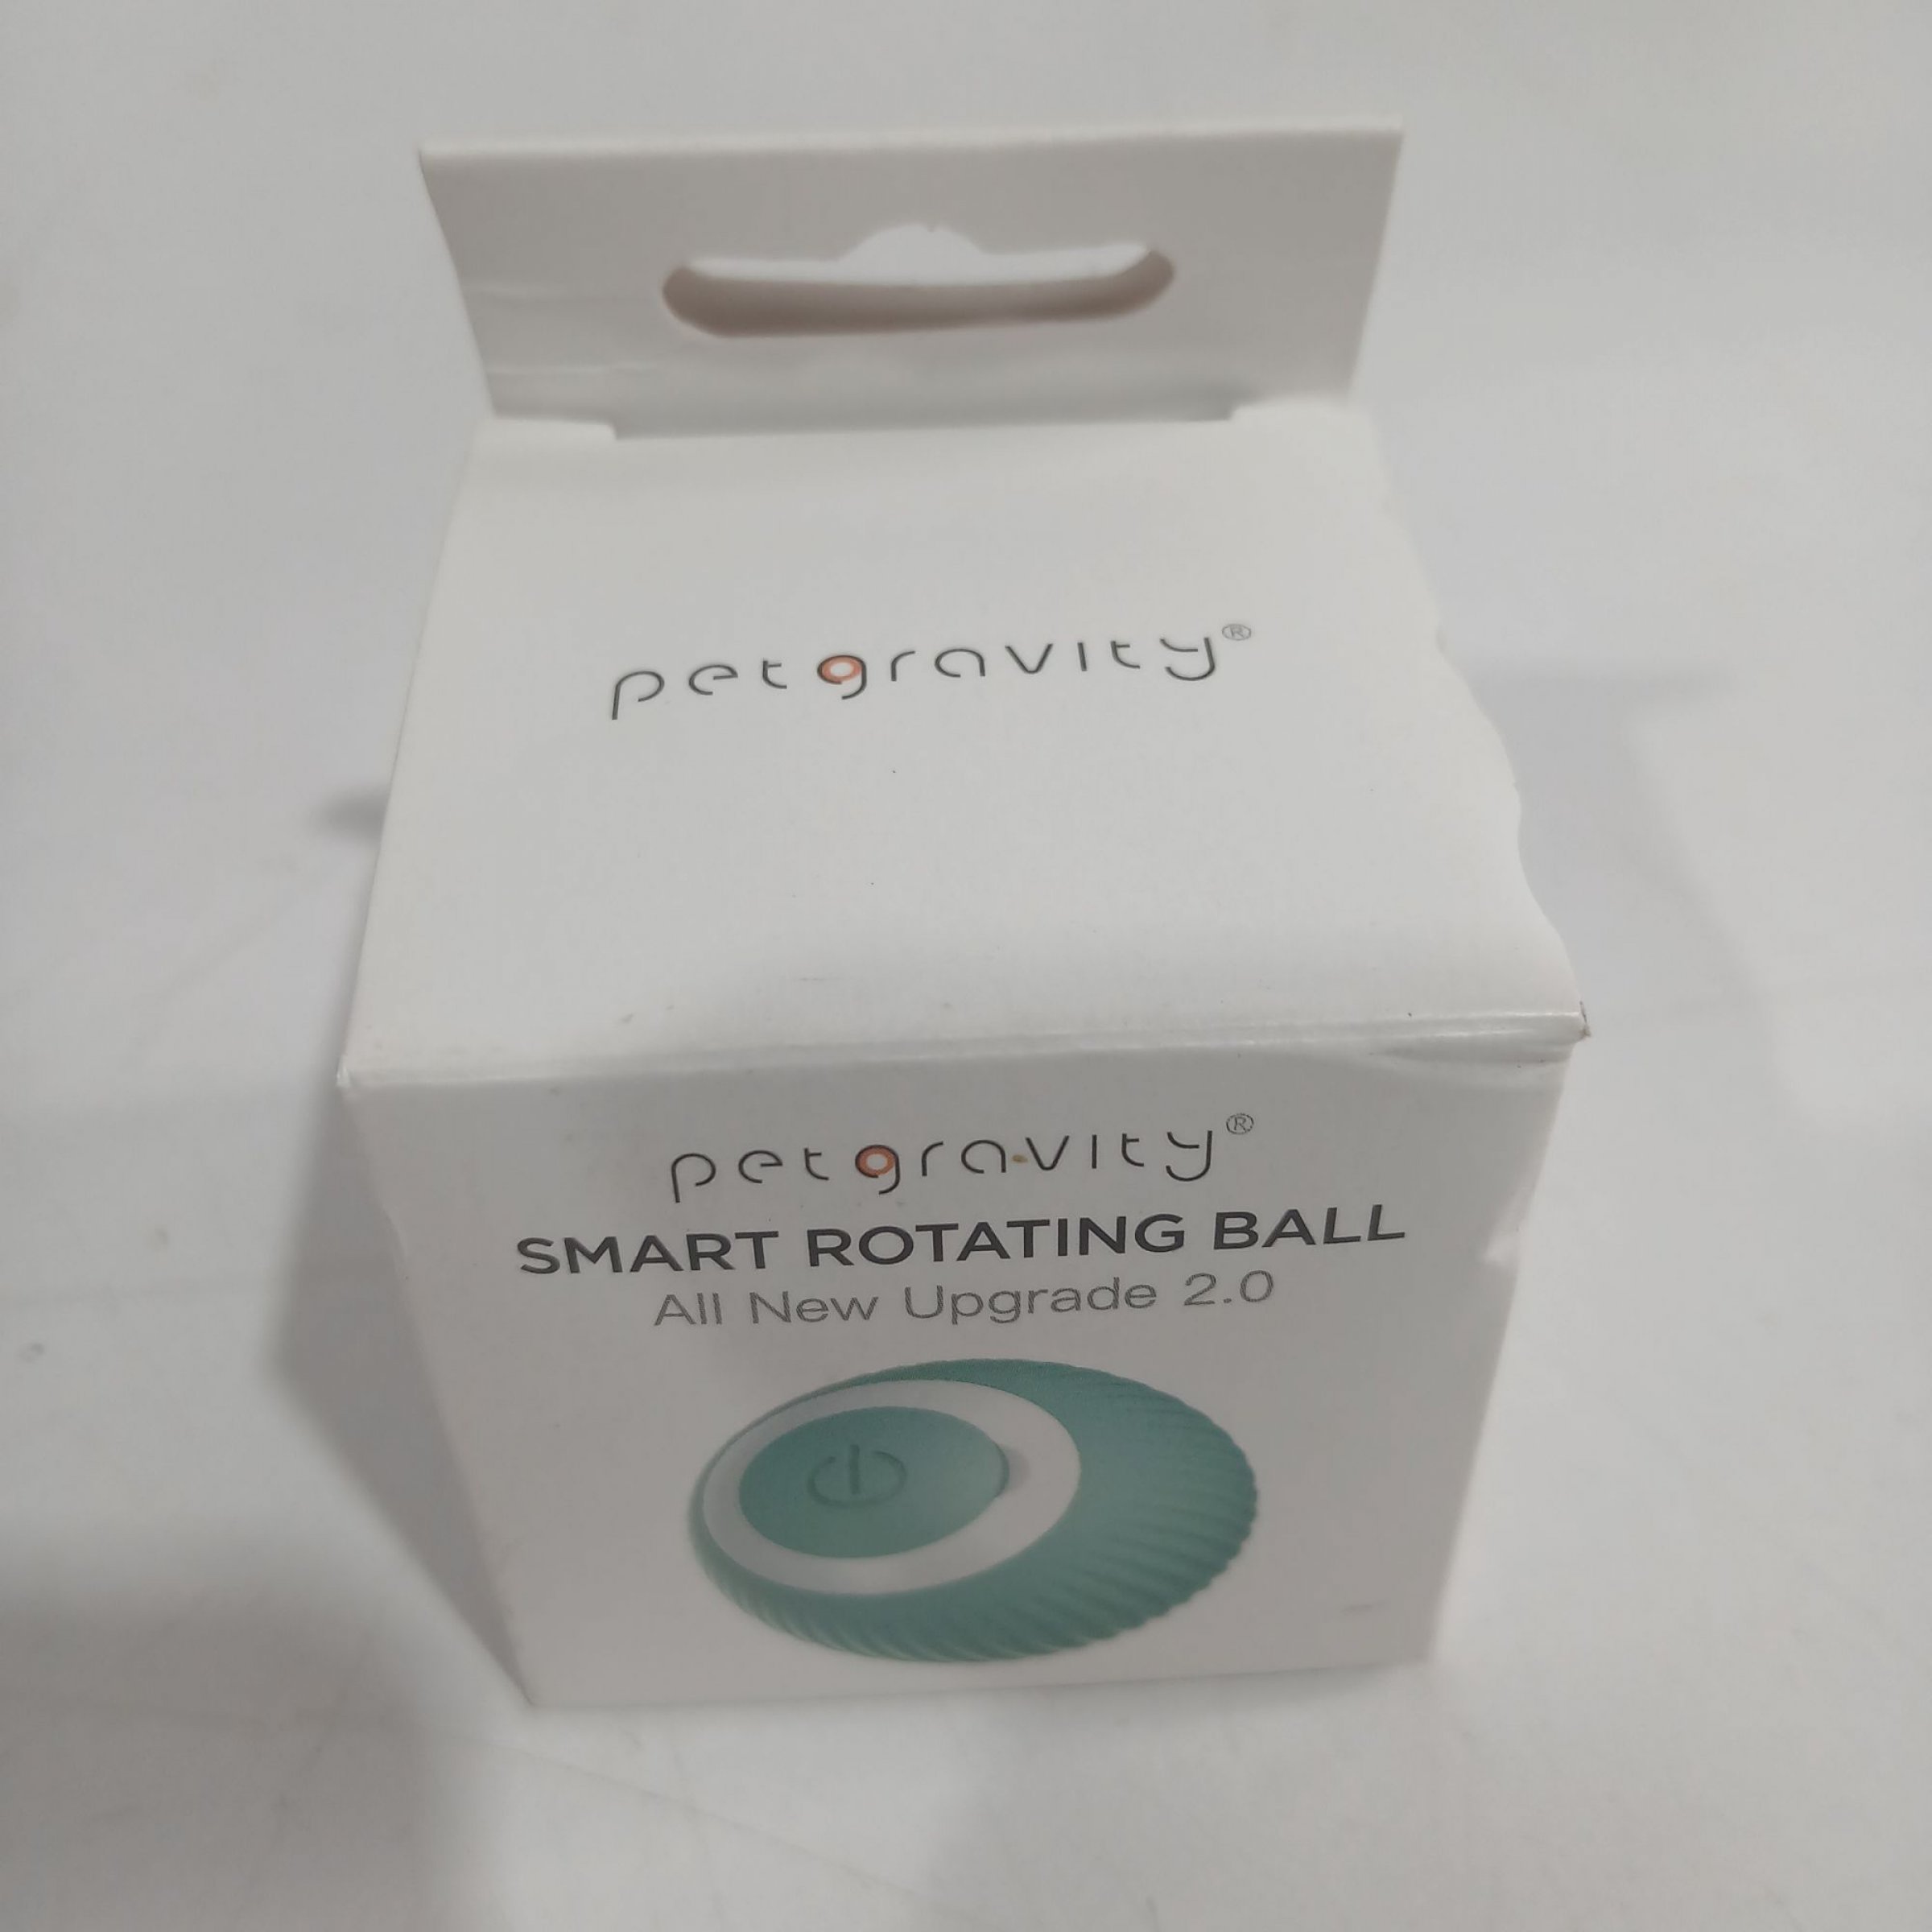 petgravity®
petgravity®
SMART ROTATING BALL
All New Upgrade 2.0